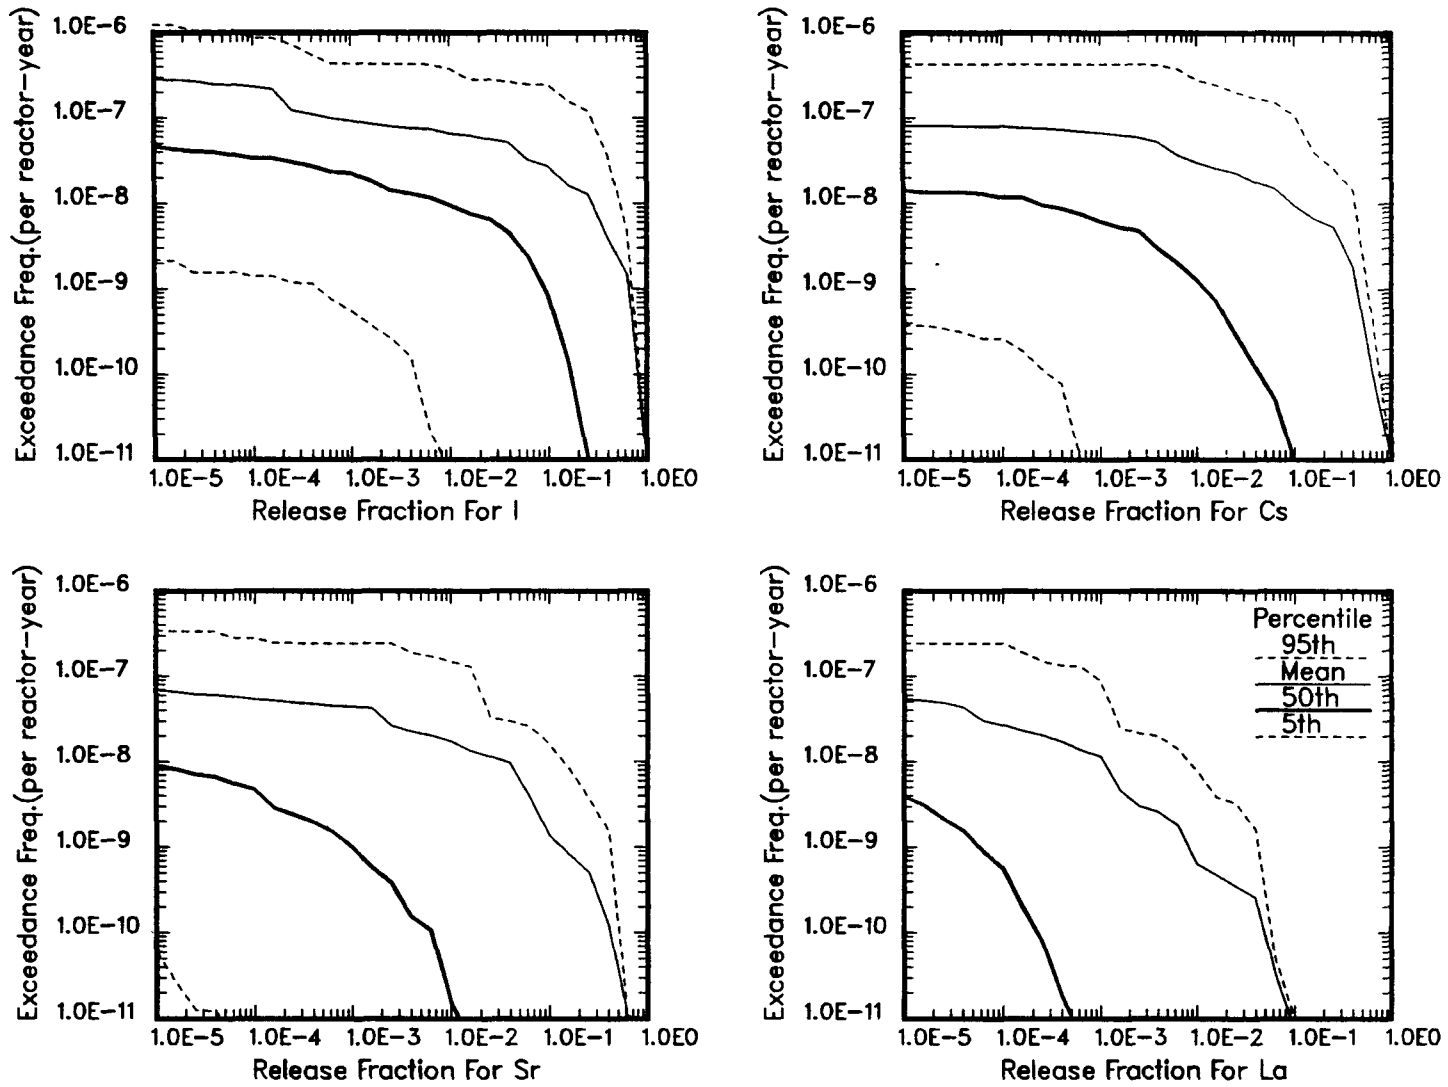 Exceedance Freq.(per reactor-year)
1.0E-6
1.0E-7
1.0E-8
1.0E-9
1.0E-10
1.0E-11
1.0E-5 1.0E-4 1.0E-3 1.0E-2 1.0E-1 1.0E0
Release Fraction For I
Exceedance Freq.(per reactor-year)
1.0E-6
1.0E-7
1.0E-8
1.0E-9
1.0E-10
1.0E-11
1.0E-5 1.0E-4 1.0E-3 1.0E-2 1.0E-1 1.0E0
Release Fraction For Cs
Exceedance Freq.(per reactor-year)
1.0E-6
1.0E-7
1.0E-8
1.0E-9
1.0E-10
1.0E-11
1.0E-5 1.0E-4 1.0E-3 1.0E-2 1.0E-1 1.0E0
Release Fraction For Sr
Exceedance Freq.(per reactor-year)
1.0E-6
1.0E-7
1.0E-8
1.0E-9
1.0E-10
1.0E-11
Percentile
95th
Mean
50th
5th
1.0E-5 1.0E-4 1.0E-3 1.0E-2 1.0E-1 1.0E0
Release Fraction For La